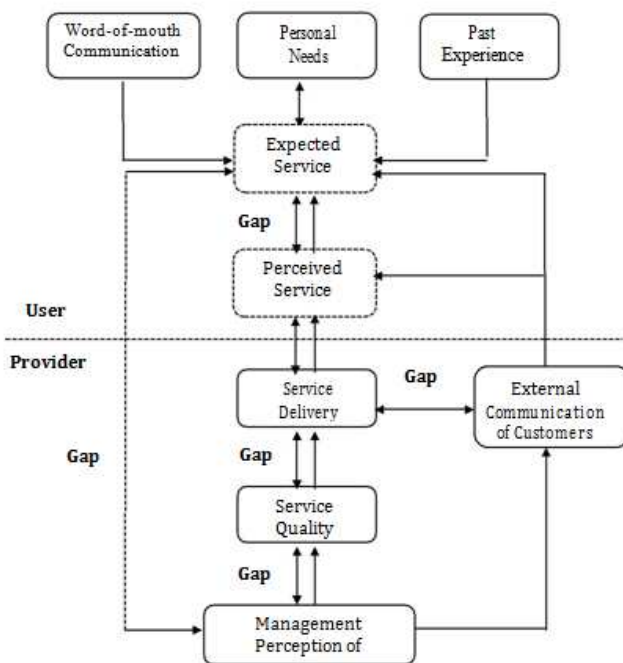 Word-of-mouth
Communication
Personal
Needs
Past
Experience
Expected
Service
Gap
Perceived
Service
User
Provider
Service
Delivery
Gap
External
Communication
of Customers
Gap
Gap
Service
Quality
Gap
Management
Perception of